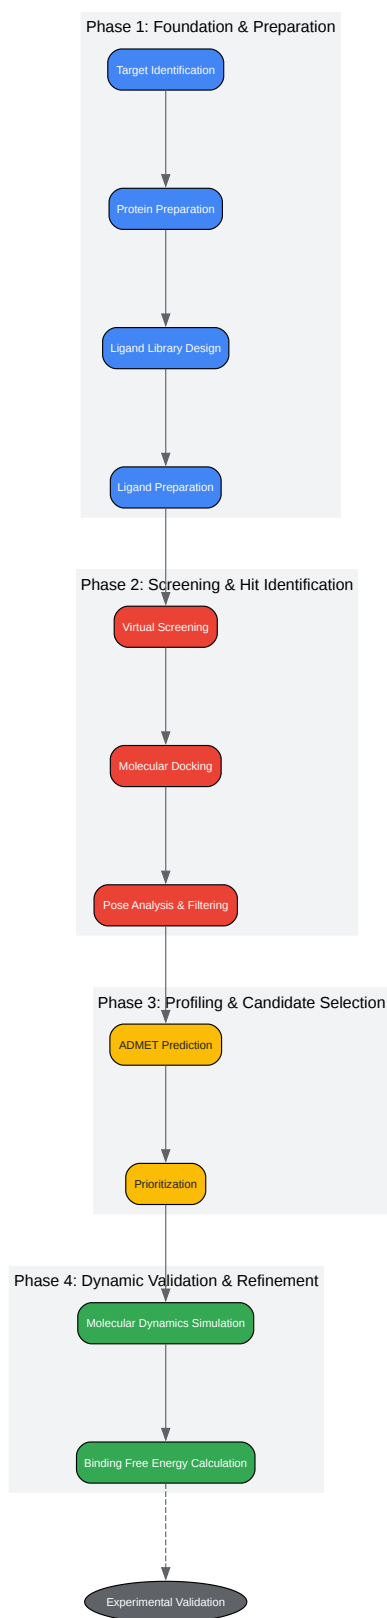 Phase 1: Foundation & Preparation
Target Identification
Protein Preparation
Ligand Library Design
Ligand Preparation
Phase 2: Screening & Hit Identification
Virtual Screening
Molecular Docking
Pose Analysis & Filtering
Phase 3: Profiling & Candidate Selection
ADMET Prediction
Prioritization
Phase 4: Dynamic Validation & Refinement
Molecular Dynamics Simulation
Binding Free Energy Calculation
Experimental Validation